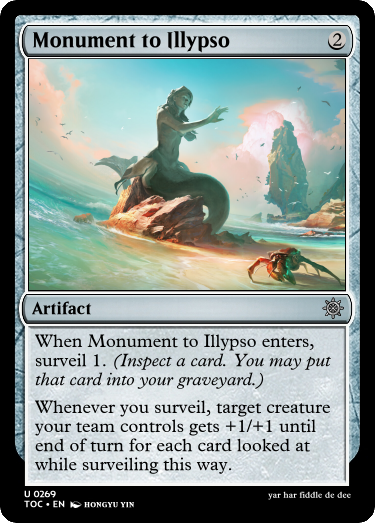 Monument to Illypso 2
Artifact
When Monument to Illypso enters,
surveil 1. (Inspect a card. You may put
that card into your graveyard.)
Whenever you surveil, target creature
your team controls gets +1/+1 until
end of turn for each card looked at
while surveiling this way.
U 0269
TOC • EN HONGYU YIN
yar har fiddle de dee